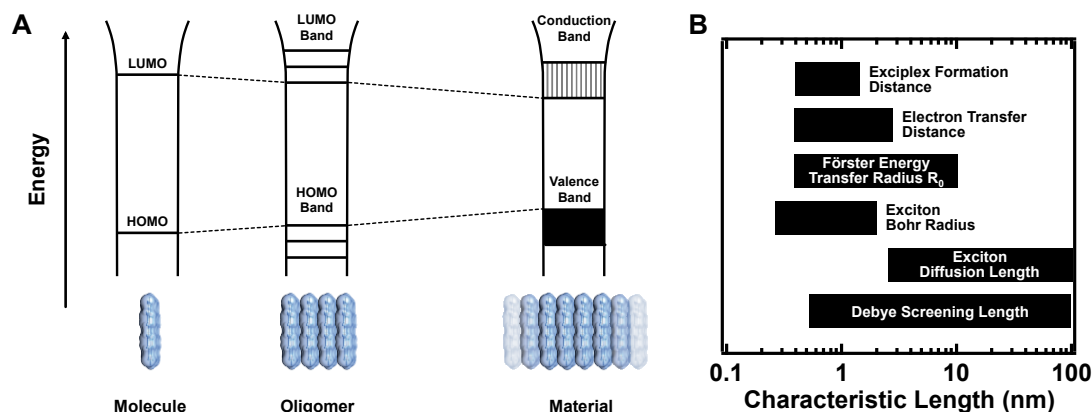 A
Energy
LUMO
HOMO
Molecule
LUMO
Band
HOMO
Band
Oligomer
Conduction
Band
Valence
Band
Material
B
Exciplex Formation
Distance
Electron Transfer
Distance
Förster Energy
Transfer Radius R₀
Exciton
Bohr Radius
Exciton
Diffusion Length
Debye Screening Length
0.1 1 10 100
Characteristic Length (nm)